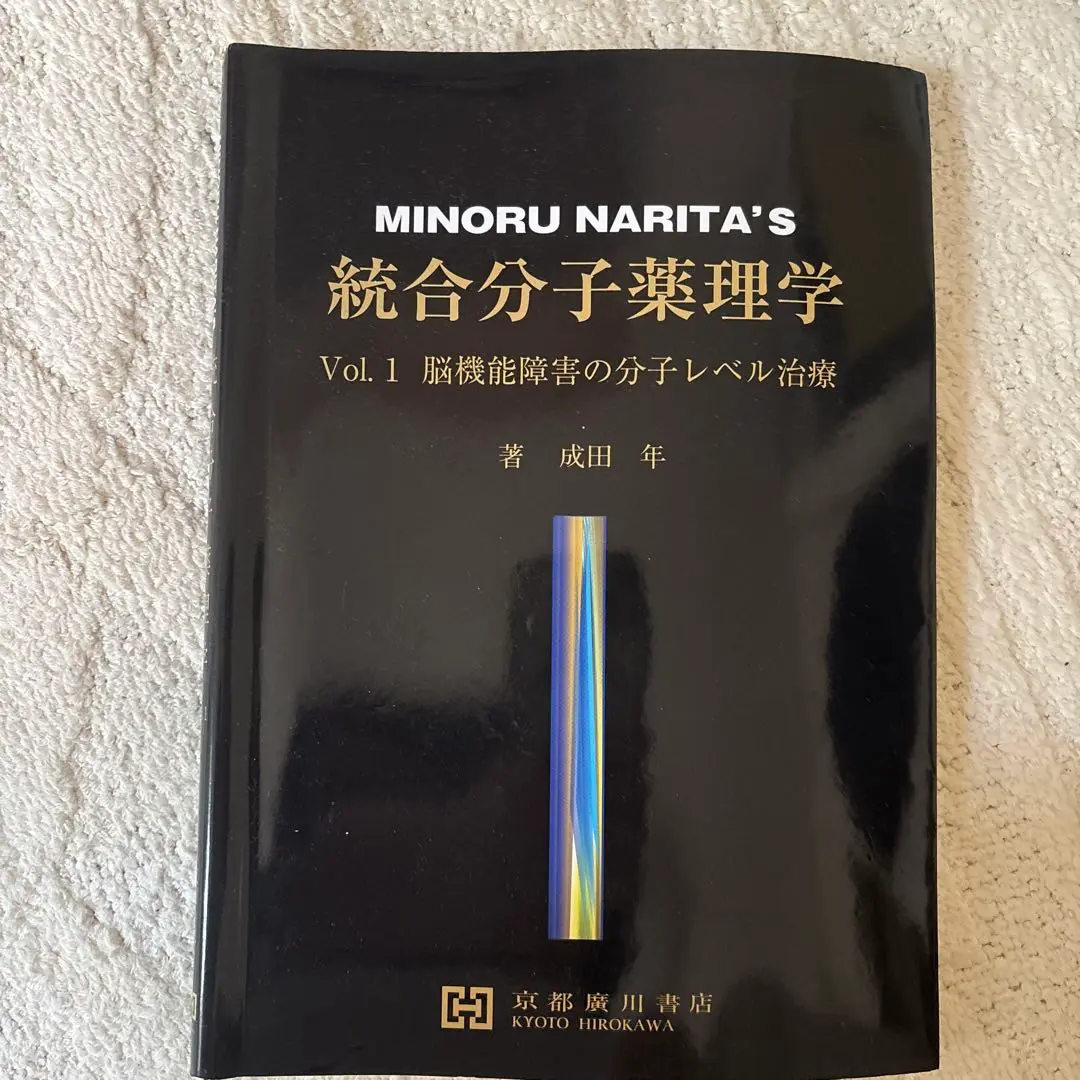 MINORU NARITA'S
統合分子薬理学
Vol. 1 脳機能障害の分子レベル治療
著 成田 年
京都廣川書店
KYOTO HIROKAWA